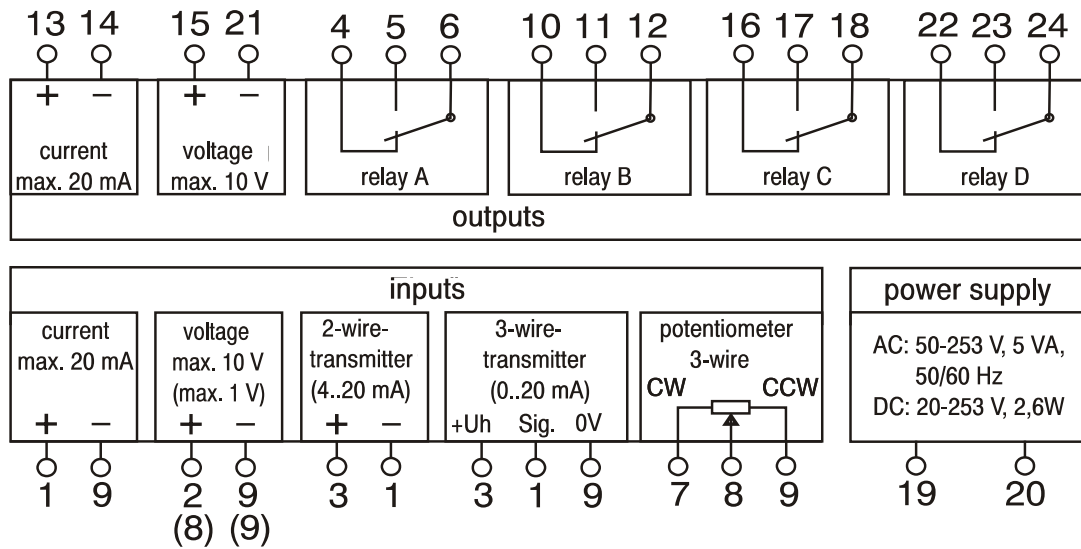 13 14 15 21 4 5 6 10 11 12 16 17 18 22 23 24
+ − + −
current
max. 20 mA
voltage
max. 10 V
relay A
relay B
relay C
relay D
outputs
inputs
current
max. 20 mA
+ −
voltage
max. 10 V
(max. 1 V)
+ −
2-wire-
transmitter
(4..20 mA)
+ −
3-wire-
transmitter
(0..20 mA)
+Uh Sig. 0V
potentiometer
3-wire
CW CCW
power supply
AC: 50-253 V, 5 VA,
50/60 Hz
DC: 20-253 V, 2,6W
1 9 2 9 3 1 3 1 9 7 8 9 19 20
(8) (9)